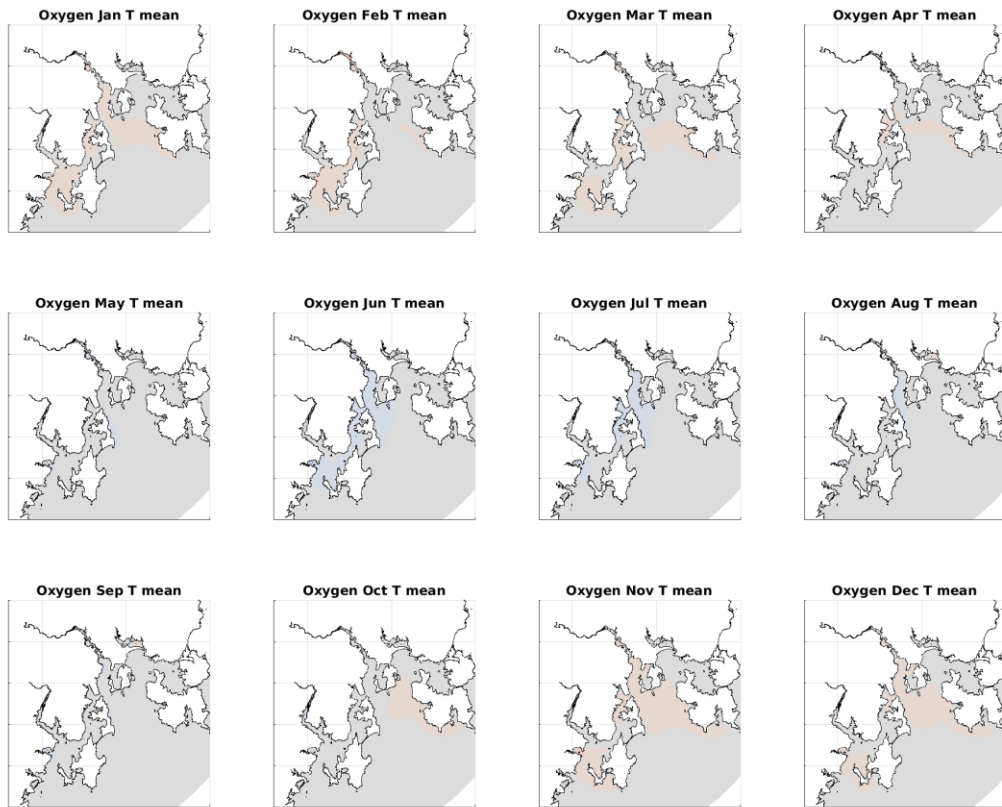 Oxygen Jan T mean
Oxygen Feb T mean
Oxygen Mar T mean
Oxygen Apr T mean
Oxygen May T mean
Oxygen Jun T mean
Oxygen Jul T mean
Oxygen Aug T mean
Oxygen Sep T mean
Oxygen Oct T mean
Oxygen Nov T mean
Oxygen Dec T mean